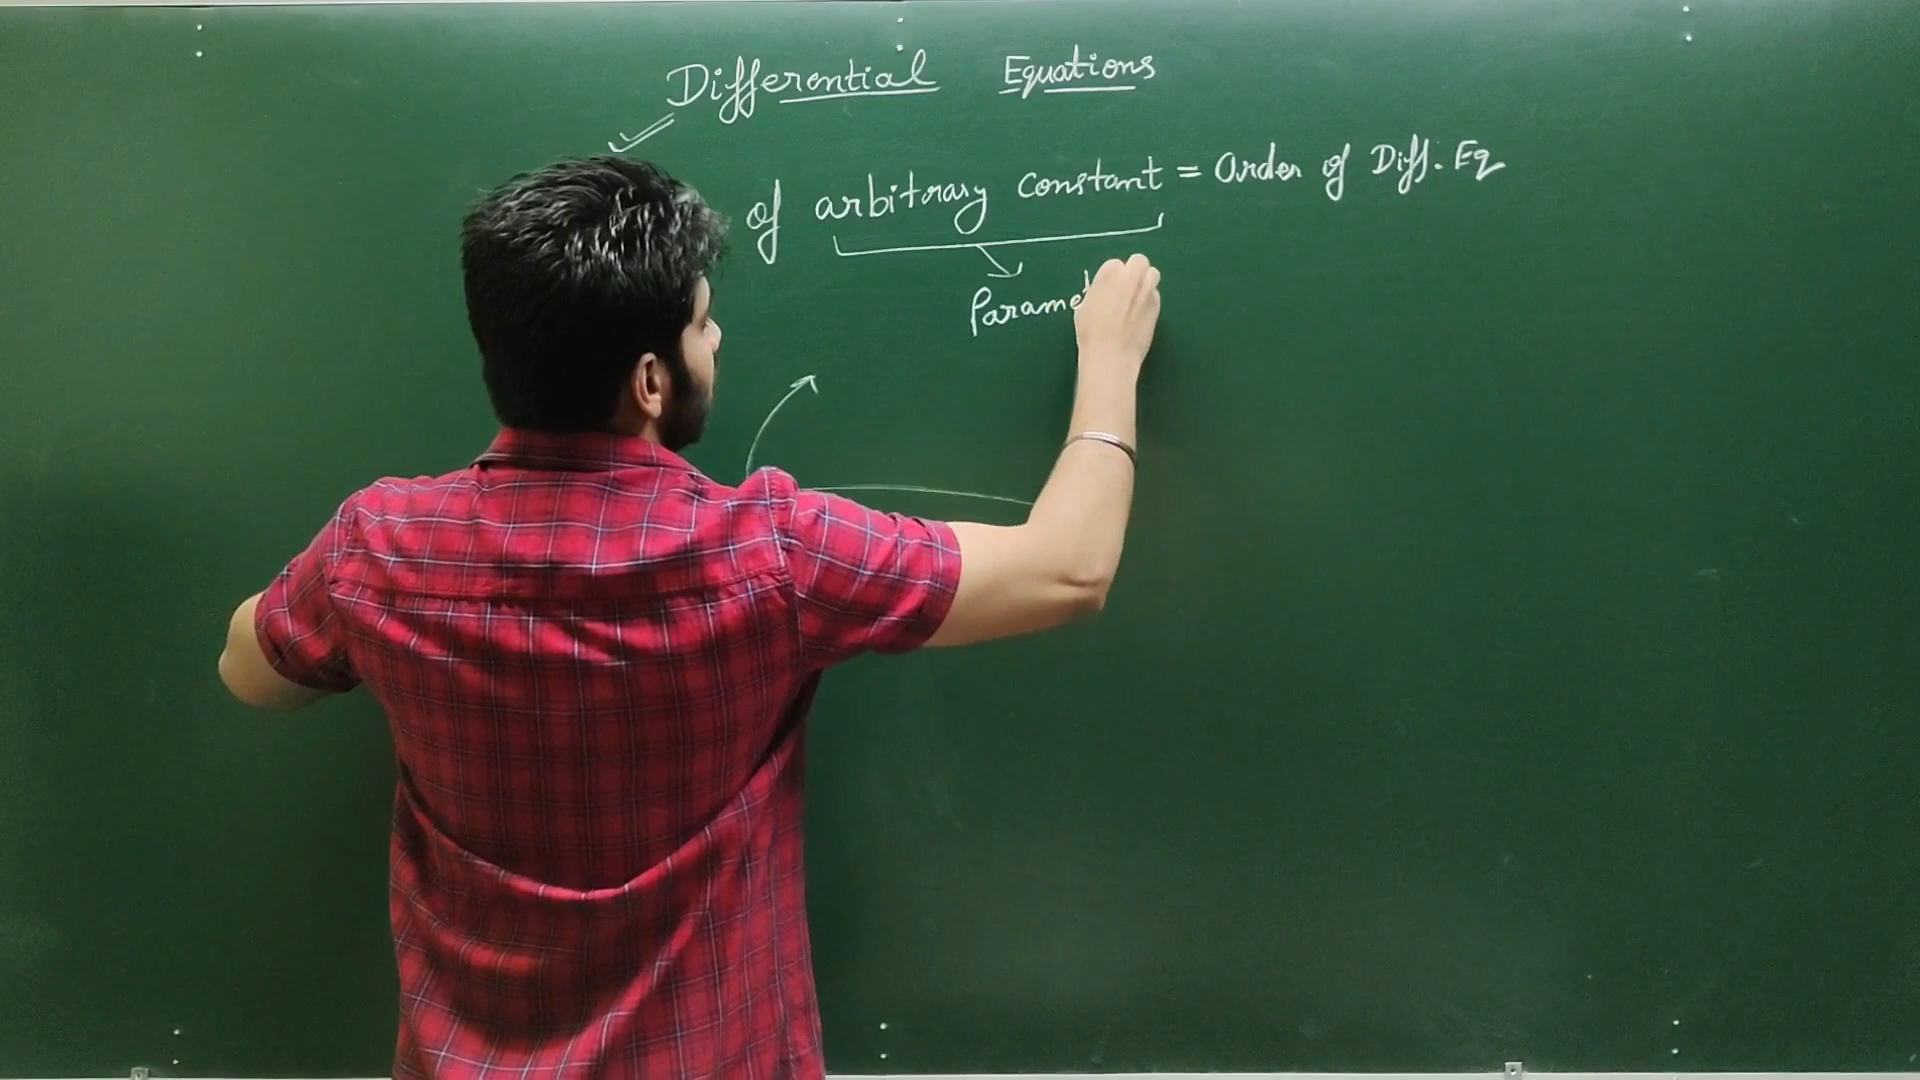 Differential Equations
of arbitrary constant = Order of Diff. Eq
Paramet